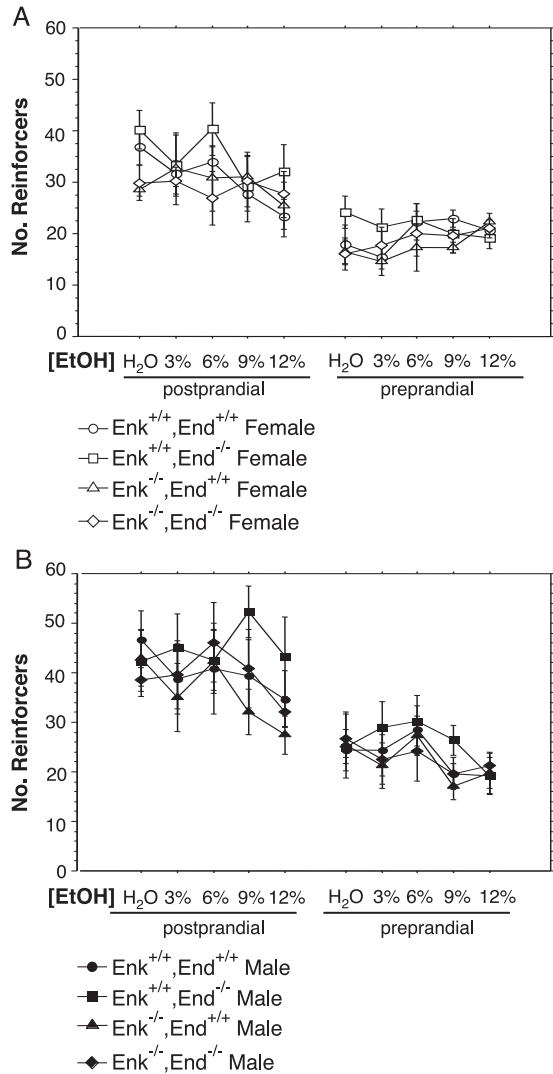 A
No. Reinforcers
60
50
40
30
20
10
0
[EtOH] H₂O 3% 6% 9% 12% H₂O 3% 6% 9% 12%
postprandial preprandial
Enk+/+,End+/+ Female
Enk+/+,End-/- Female
Enk-/-,End+/+ Female
Enk-/-,End-/- Female
B
No. Reinforcers
60
50
40
30
20
10
0
[EtOH] H₂O 3% 6% 9% 12% H₂O 3% 6% 9% 12%
postprandial preprandial
Enk+/+,End+/+ Male
Enk+/+,End-/- Male
Enk-/-,End+/+ Male
Enk-/-,End-/- Male